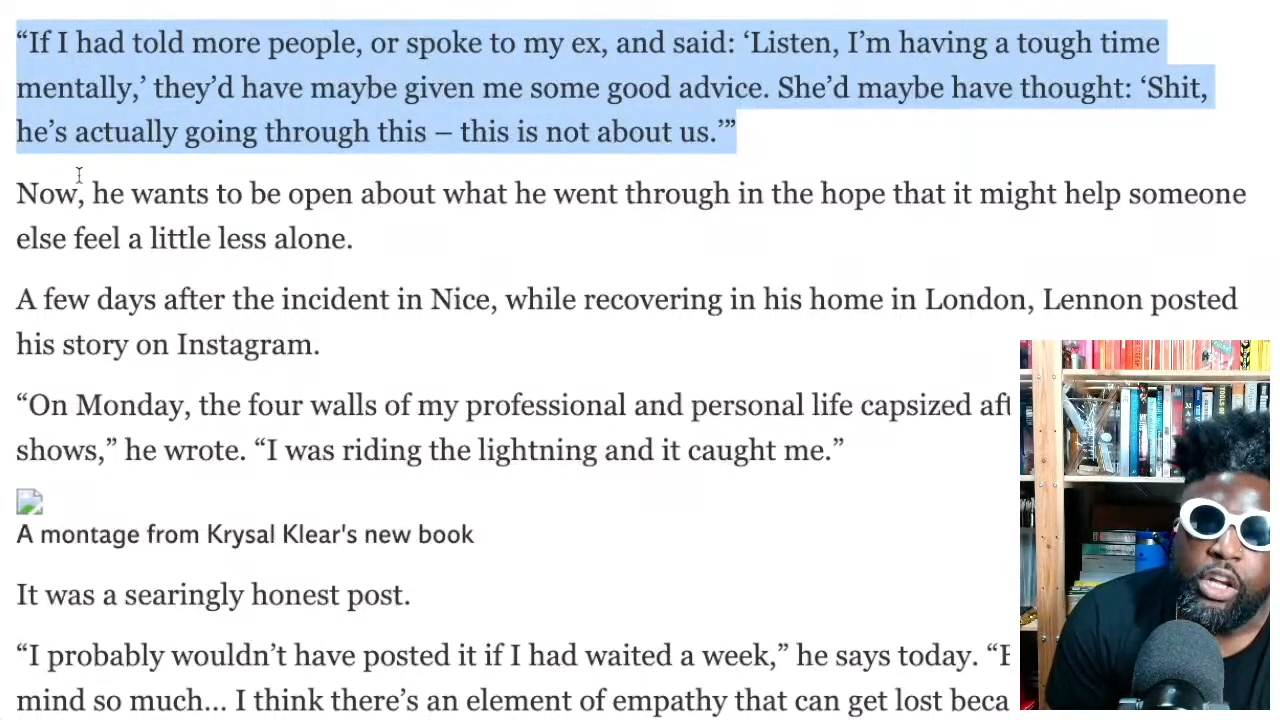 “If I had told more people, or spoke to my ex, and said: ‘Listen, I’m having a tough time
mentally,’ they’d have maybe given me some good advice. She’d maybe have thought: ‘Shit,
he’s actually going through this – this is not about us.’”
Now, he wants to be open about what he went through in the hope that it might help someone
else feel a little less alone.
A few days after the incident in Nice, while recovering in his home in London, Lennon posted
his story on Instagram.
“On Monday, the four walls of my professional and personal life capsized
shows,” he wrote. “I was riding the lightning and it caught me.”
A montage from Krysal Klear's new book
It was a searingly honest post.
“I probably wouldn’t have posted it if I had waited a week,” he says today.
mind so much... I think there’s an element of empathy that can get lost